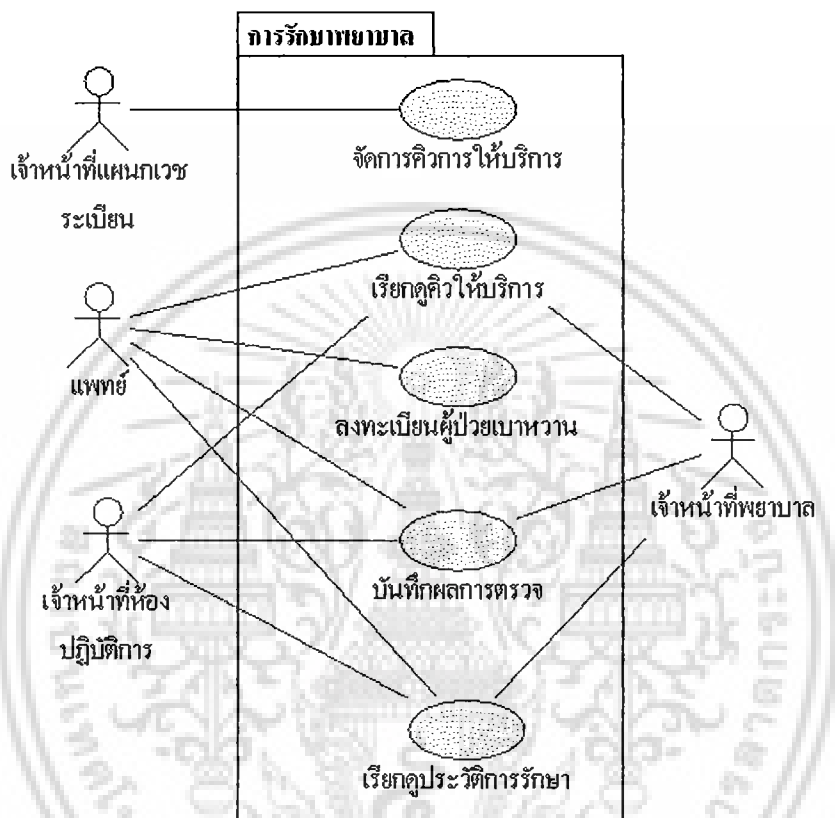 การรักษาพยาบาล
จัดการคิวการให้บริการ
เจ้าหน้าที่แผนกเวช
ระเบียน
เรียกดูคิวให้บริการ
แพทย์
ลงทะเบียนผู้ป่วยเบาหวาน
เจ้าหน้าที่พยาบาล
บันทึกผลการตรวจ
เจ้าหน้าที่ห้อง
ปฏิบัติการ
เรียกดูประวัติการรักษา